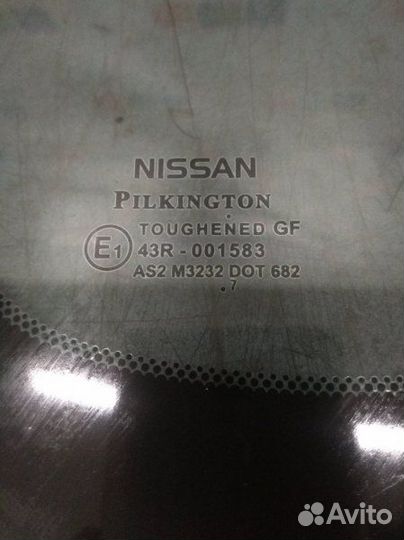 NISSAN
PILKINGTON
TOUGHENED GF
E1 43R - 001583
AS2 M3232 DOT 682
. 7
Avito